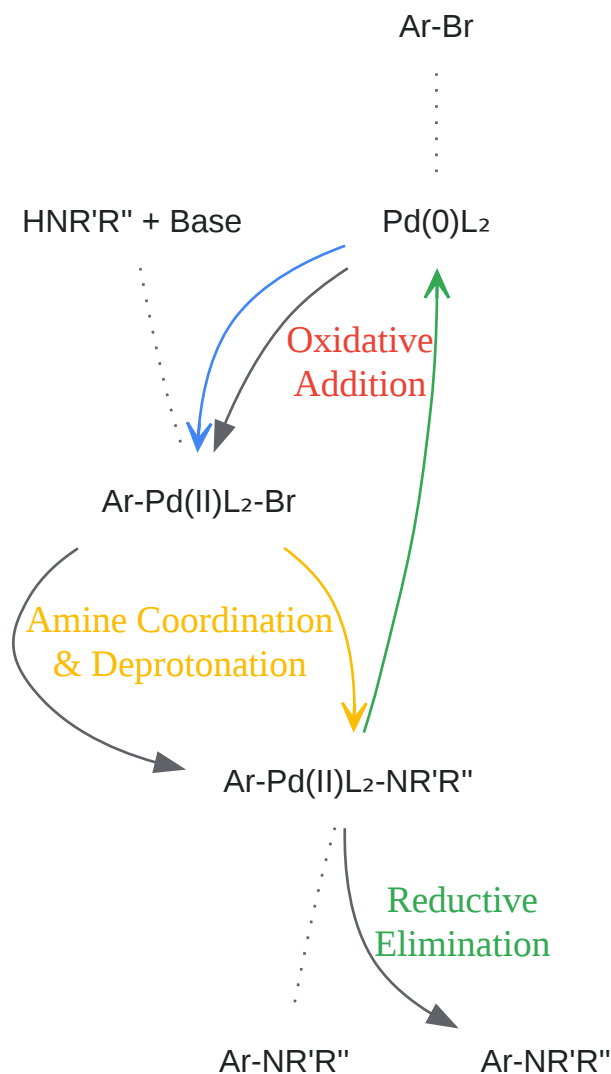 Ar-Br
HNR'R" + Base
Pd(0)L₂
Oxidative
Addition
Ar-Pd(II)L₂-Br
Amine Coordination
& Deprotonation
Ar-Pd(II)L₂-NR'R"
Reductive
Elimination
Ar-NR'R"
Ar-NR'R"